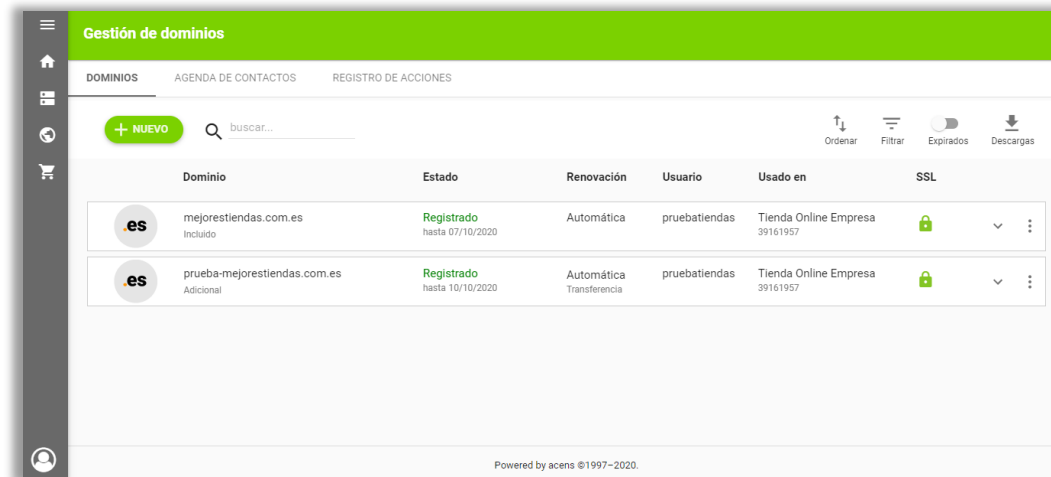 Gestión de dominios
DOMINIOS AGENDA DE CONTACTOS REGISTRO DE ACCIONES
+ NUEVO buscar... Ordenar Filtrar Expirados Descargas
Dominio Estado Renovación Usuario Usado en SSL
.es mejorestiendas.com.es Registrado Automática pruebatiendas Tienda Online Empresa
Incluido hasta 07/10/2020 39161957
.es prueba-mejorestiendas.com.es Registrado Automática pruebatiendas Tienda Online Empresa
Adicional hasta 10/10/2020 Transferencia 39161957
Powered by acens ©1997–2020.